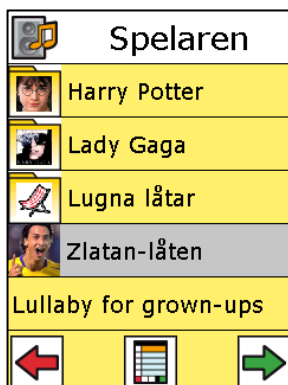 Spelaren
Harry Potter
Lady Gaga
Lugna låtar
Zlatan-låten
Lullaby for grown-ups